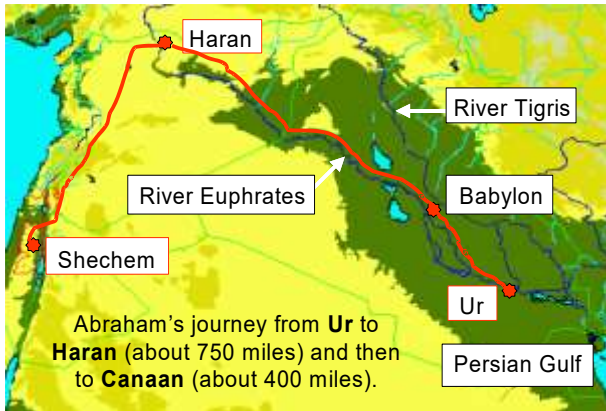 Haran
River Tigris
River Euphrates
Babylon
Shechem
Ur
Abraham’s journey from Ur to
Haran (about 750 miles) and then
to Canaan (about 400 miles).
Persian Gulf